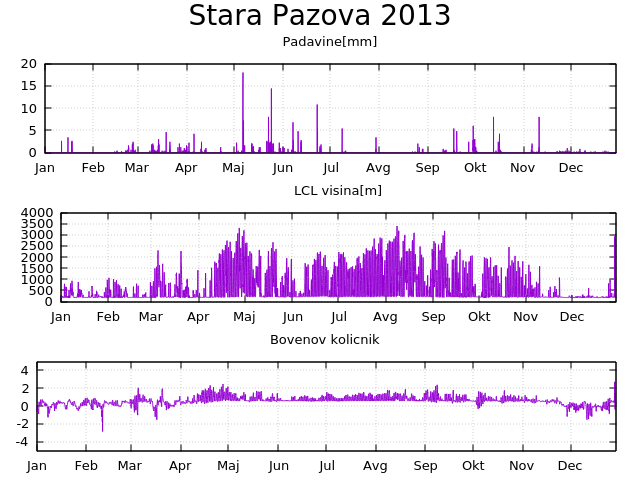 Stara Pazova 2013
Padavine[mm]
20
15
10
5
0
Jan Feb Mar Apr Maj Jun Jul Avg Sep Okt Nov Dec
LCL visina[m]
4000
3500
3000
2500
2000
1500
1000
500
0
Jan Feb Mar Apr Maj Jun Jul Avg Sep Okt Nov Dec
Bovenov kolicnik
4
2
0
-2
-4
Jan Feb Mar Apr Maj Jun Jul Avg Sep Okt Nov Dec